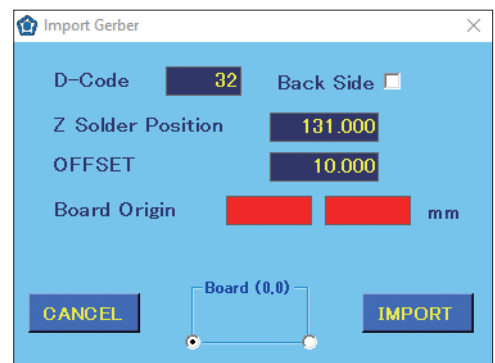 Import Gerber
D-Code 32 Back Side
Z Solder Position 131.000
OFFSET 10.000
Board Origin mm
Board (0,0)
CANCEL IMPORT